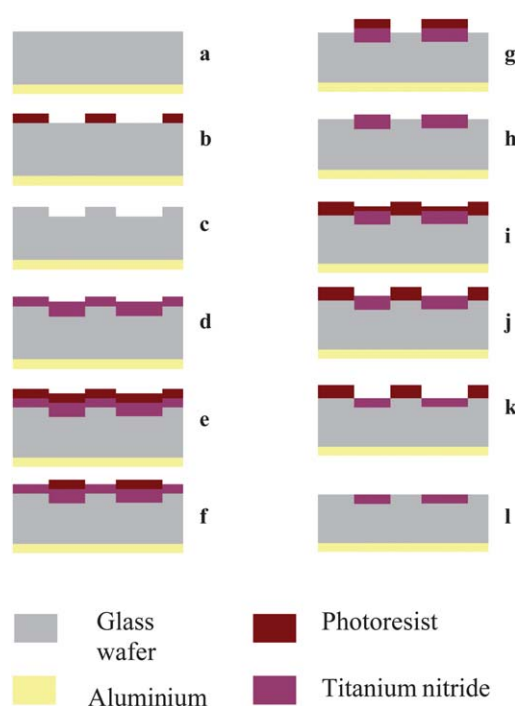 a
b
c
d
e
f
g
h
i
j
k
l
Glass
wafer
Photoresist
Aluminium
Titanium nitride